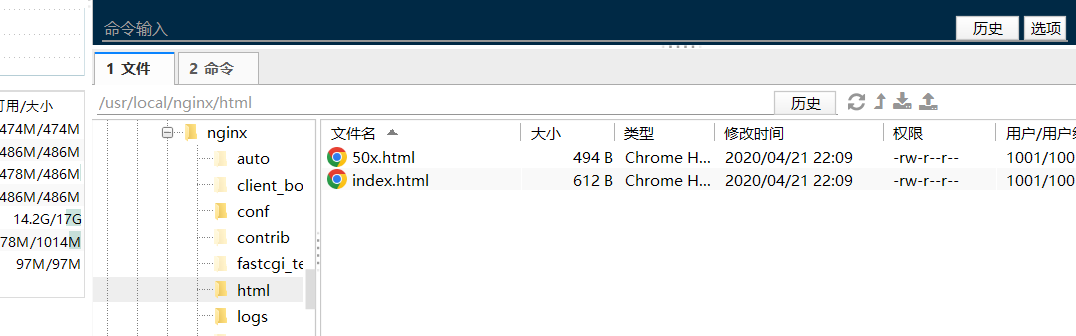 命令输入
历史 选项
1 文件 2 命令
/usr/local/nginx/html 历史
可用/大小
474M/474M
486M/486M
478M/486M
486M/486M
14.2G/17G
78M/1014M
97M/97M
nginx
auto
client_bo
conf
contrib
fastcgi_te
html
logs
文件名 大小 类型 修改时间 权限 用户/用户组
50x.html 494 B Chrome H... 2020/04/21 22:09 -rw-r--r-- 1001/100
index.html 612 B Chrome H... 2020/04/21 22:09 -rw-r--r-- 1001/100